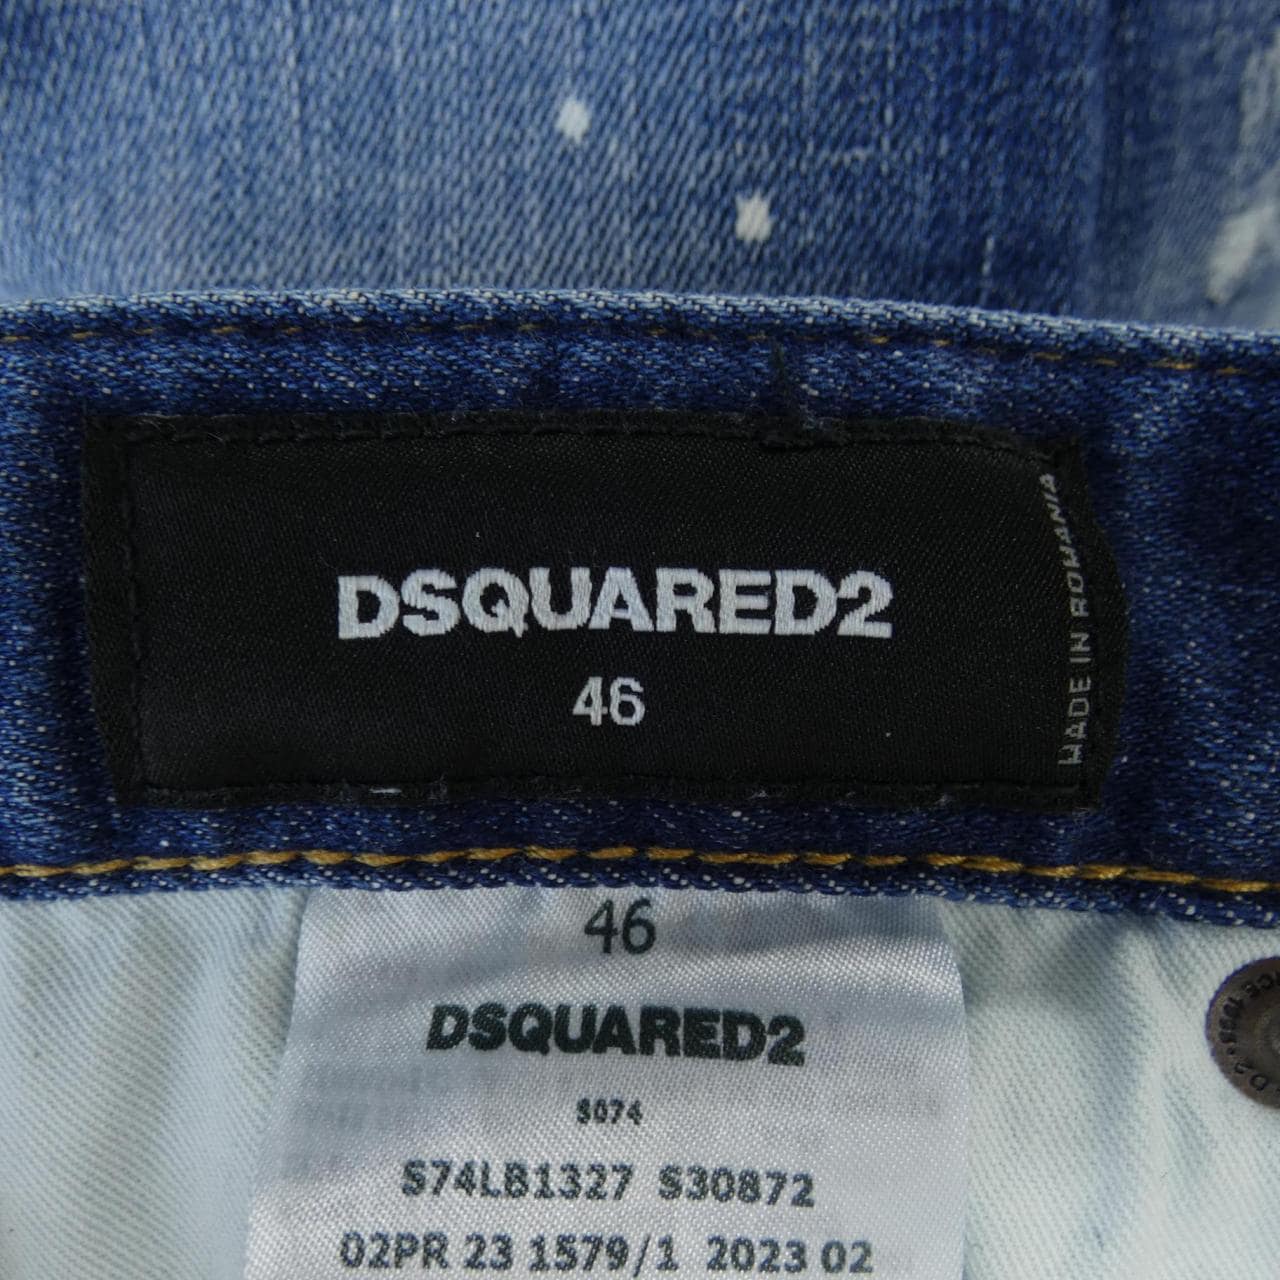 DSQUARED2
46
MADE IN ROMANIA
46
DSQUARED2
S074
S74LB1327 S30872
02PR 23 1579/1 2023 02